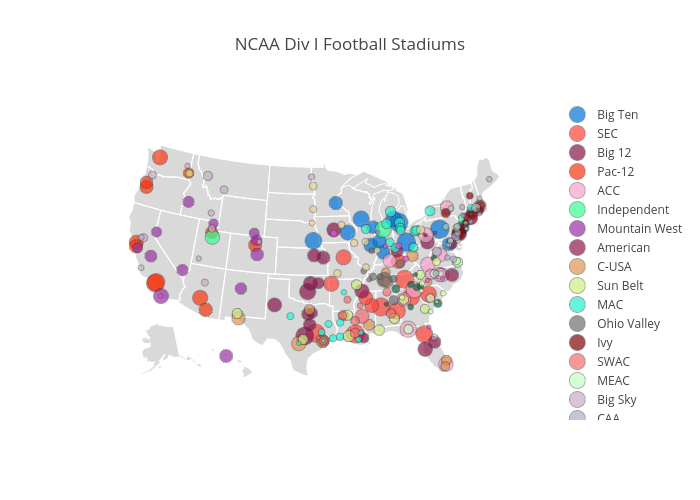 NCAA Div I Football Stadiums
Big Ten
SEC
Big 12
Pac-12
ACC
Independent
Mountain West
American
C-USA
Sun Belt
MAC
Ohio Valley
Ivy
SWAC
MEAC
Big Sky
CAA